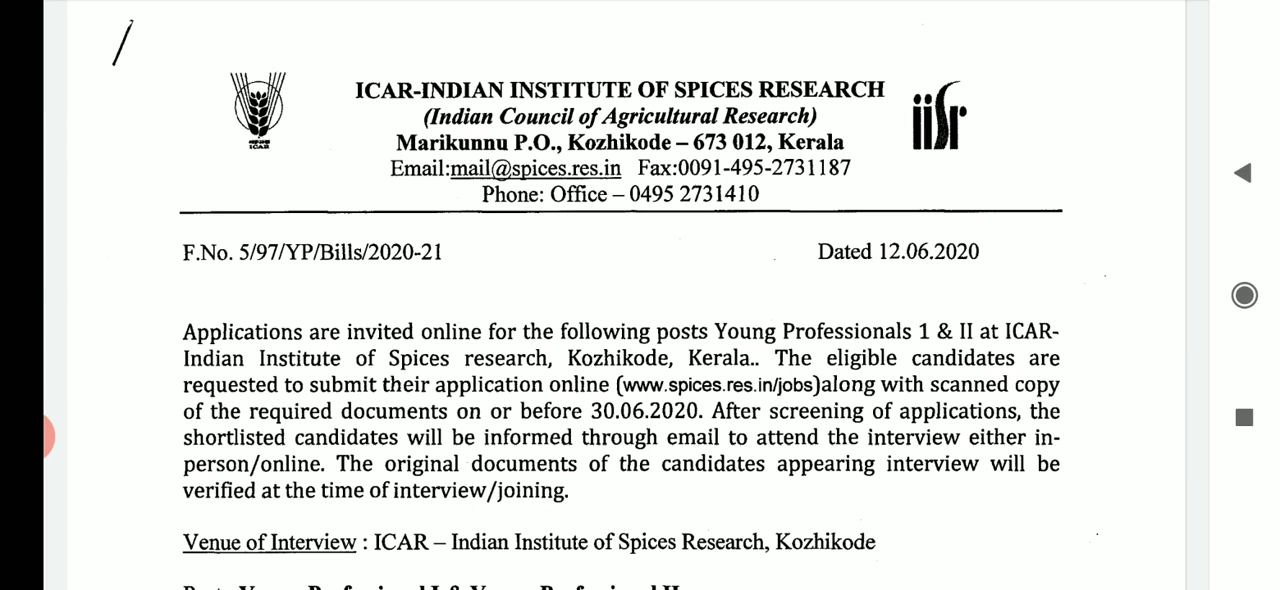 ICAR-INDIAN INSTITUTE OF SPICES RESEARCH
(Indian Council of Agricultural Research)
Marikunnu P.O., Kozhikode – 673 012, Kerala
Email:mail@spices.res.in Fax:0091-495-2731187
Phone: Office – 0495 2731410
ICAR
iisr
F.No. 5/97/YP/Bills/2020-21 Dated 12.06.2020
Applications are invited online for the following posts Young Professionals 1 & II at ICAR-
Indian Institute of Spices research, Kozhikode, Kerala.. The eligible candidates are
requested to submit their application online (www.spices.res.in/jobs)along with scanned copy
of the required documents on or before 30.06.2020. After screening of applications, the
shortlisted candidates will be informed through email to attend the interview either in-
person/online. The original documents of the candidates appearing interview will be
verified at the time of interview/joining.
Venue of Interview : ICAR – Indian Institute of Spices Research, Kozhikode